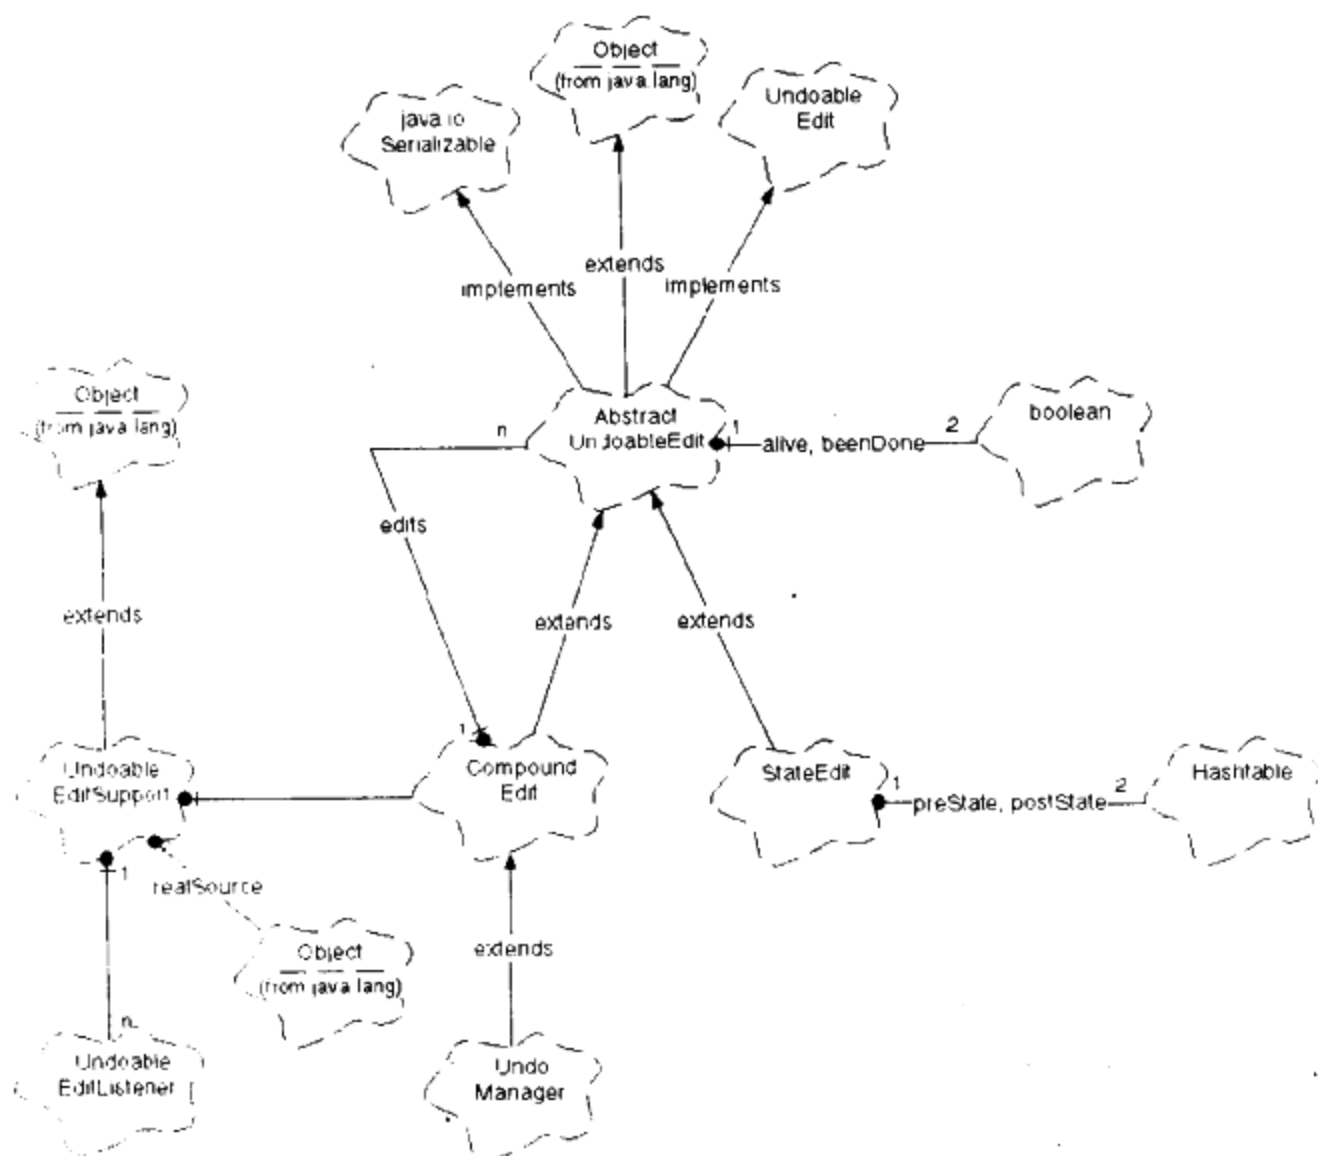 Object
(from java lang)
Undoable
Edit
java io
Serializable
extends
implements
implements
Object
(from java lang)
Abstract
UndoableEdit
n
1
alive, beenDone
2
boolean
edits
extends
extends
extends
1
Undoable
EditSupport
Compound
Edit
StateEdit
1
preState, postState
2
Hashtable
1
realSource
Object
(from java lang)
extends
n
Undoable
EditListener
Undo
Manager